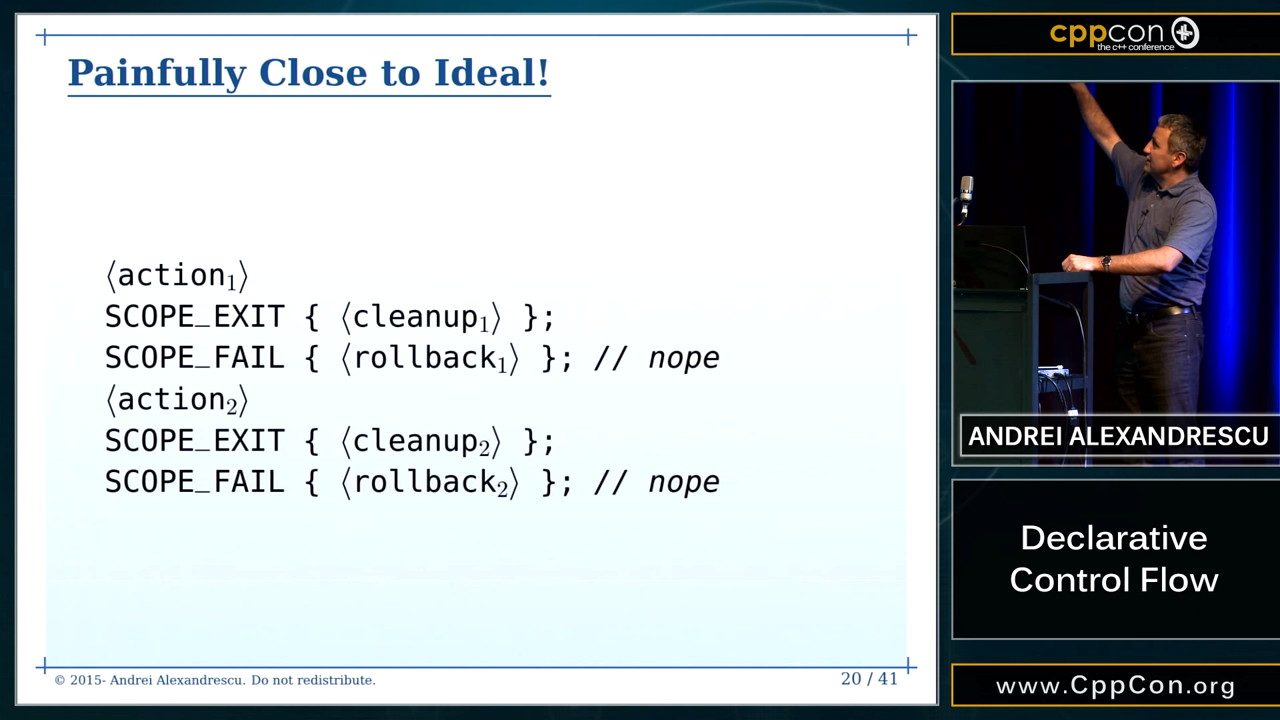 Painfully Close to Ideal!
⟨action₁⟩
SCOPE_EXIT { ⟨cleanup₁⟩ };
SCOPE_FAIL { ⟨rollback₁⟩ }; // nope
⟨action₂⟩
SCOPE_EXIT { ⟨cleanup₂⟩ };
SCOPE_FAIL { ⟨rollback₂⟩ }; // nope
© 2015- Andrei Alexandrescu. Do not redistribute.
20 / 41
cppcon
the c++ conference
ANDREI ALEXANDRESCU
Declarative
Control Flow
www.CppCon.org